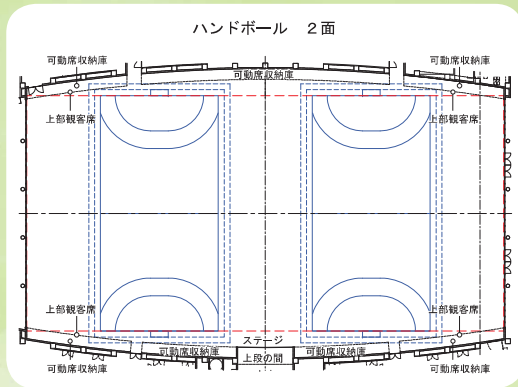 ハンドボール　２面
可動席収納庫
可動席収納庫
可動席収納庫
上部観客席
上部観客席
上部観客席
上部観客席
ステージ
可動席収納庫
上段の間
可動席収納庫
可動席収納庫
可動席収納庫